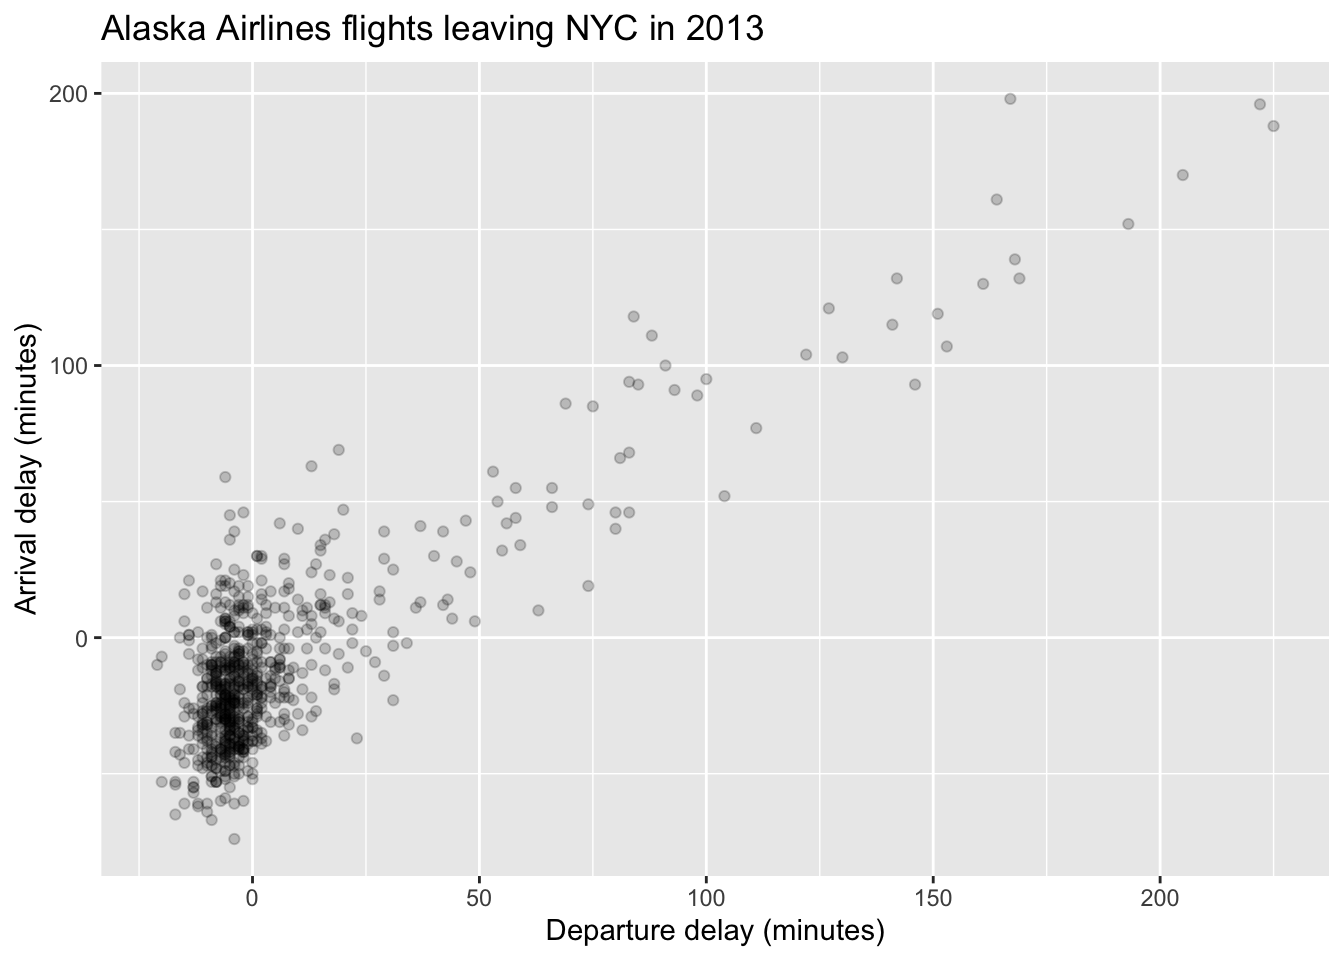 Alaska Airlines flights leaving NYC in 2013
200
100
0
Arrival delay (minutes)
0 50 100 150 200
Departure delay (minutes)